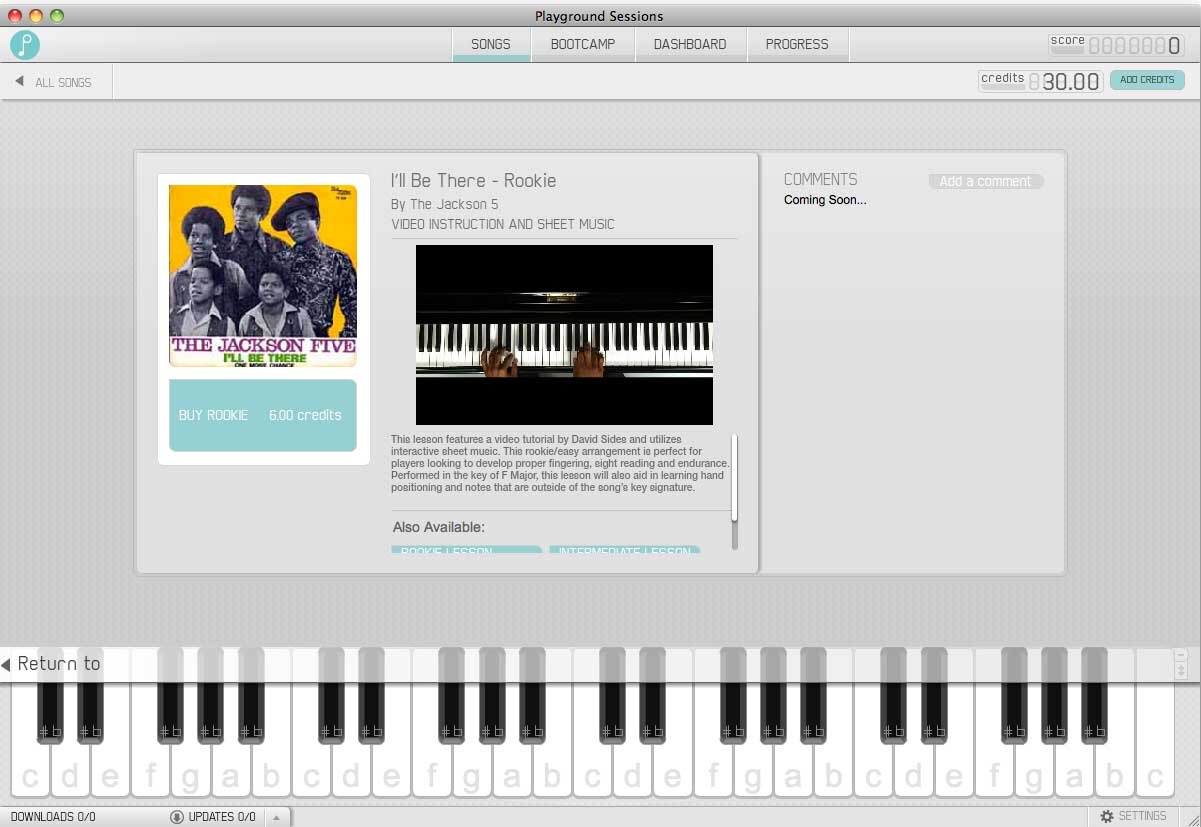 Playground Sessions
SONGS
BOOTCAMP
DASHBOARD
PROGRESS
score
0
ALL SONGS
credits
30.00
ADD CREDITS
THE JACKSON FIVE
I'LL BE THERE
ONE MORE CHANCE
BUY ROOKIE 6.00 credits
I'll Be There - Rookie
By The Jackson 5
VIDEO INSTRUCTION AND SHEET MUSIC
This lesson features a video tutorial by David Sides and utilizes
interactive sheet music. This rookie/easy arrangement is perfect for
players looking to develop proper fingering, sight reading and endurance.
Performed in the key of F Major, this lesson will also aid in learning hand
positioning and notes that are outside of the song's key signature.
Also Available:
ROOKIE LESSON
INTERMEDIATE LESSON
COMMENTS
Add a comment
Coming Soon...
Return to
#b #b #b #b #b #b #b #b #b #b #b #b #b #b #b #b #b #b #b #b
c d e f g a b c d e f g a b c d e f g a b c d e f g a b c
DOWNLOADS 0/0
UPDATES 0/0
SETTINGS